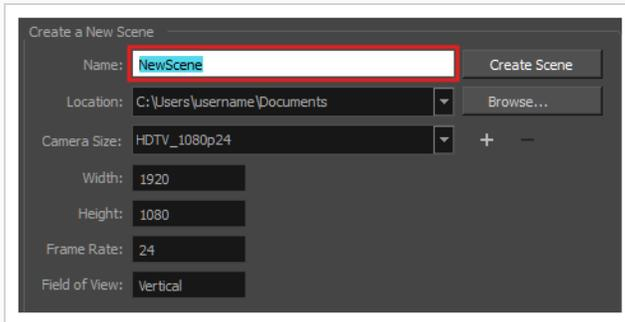 Create a New Scene
Name: NewScene Create Scene
Location: C:\Users\username\Documents Browse...
Camera Size: HDTV_1080p24 + −
Width: 1920
Height: 1080
Frame Rate: 24
Field of View: Vertical